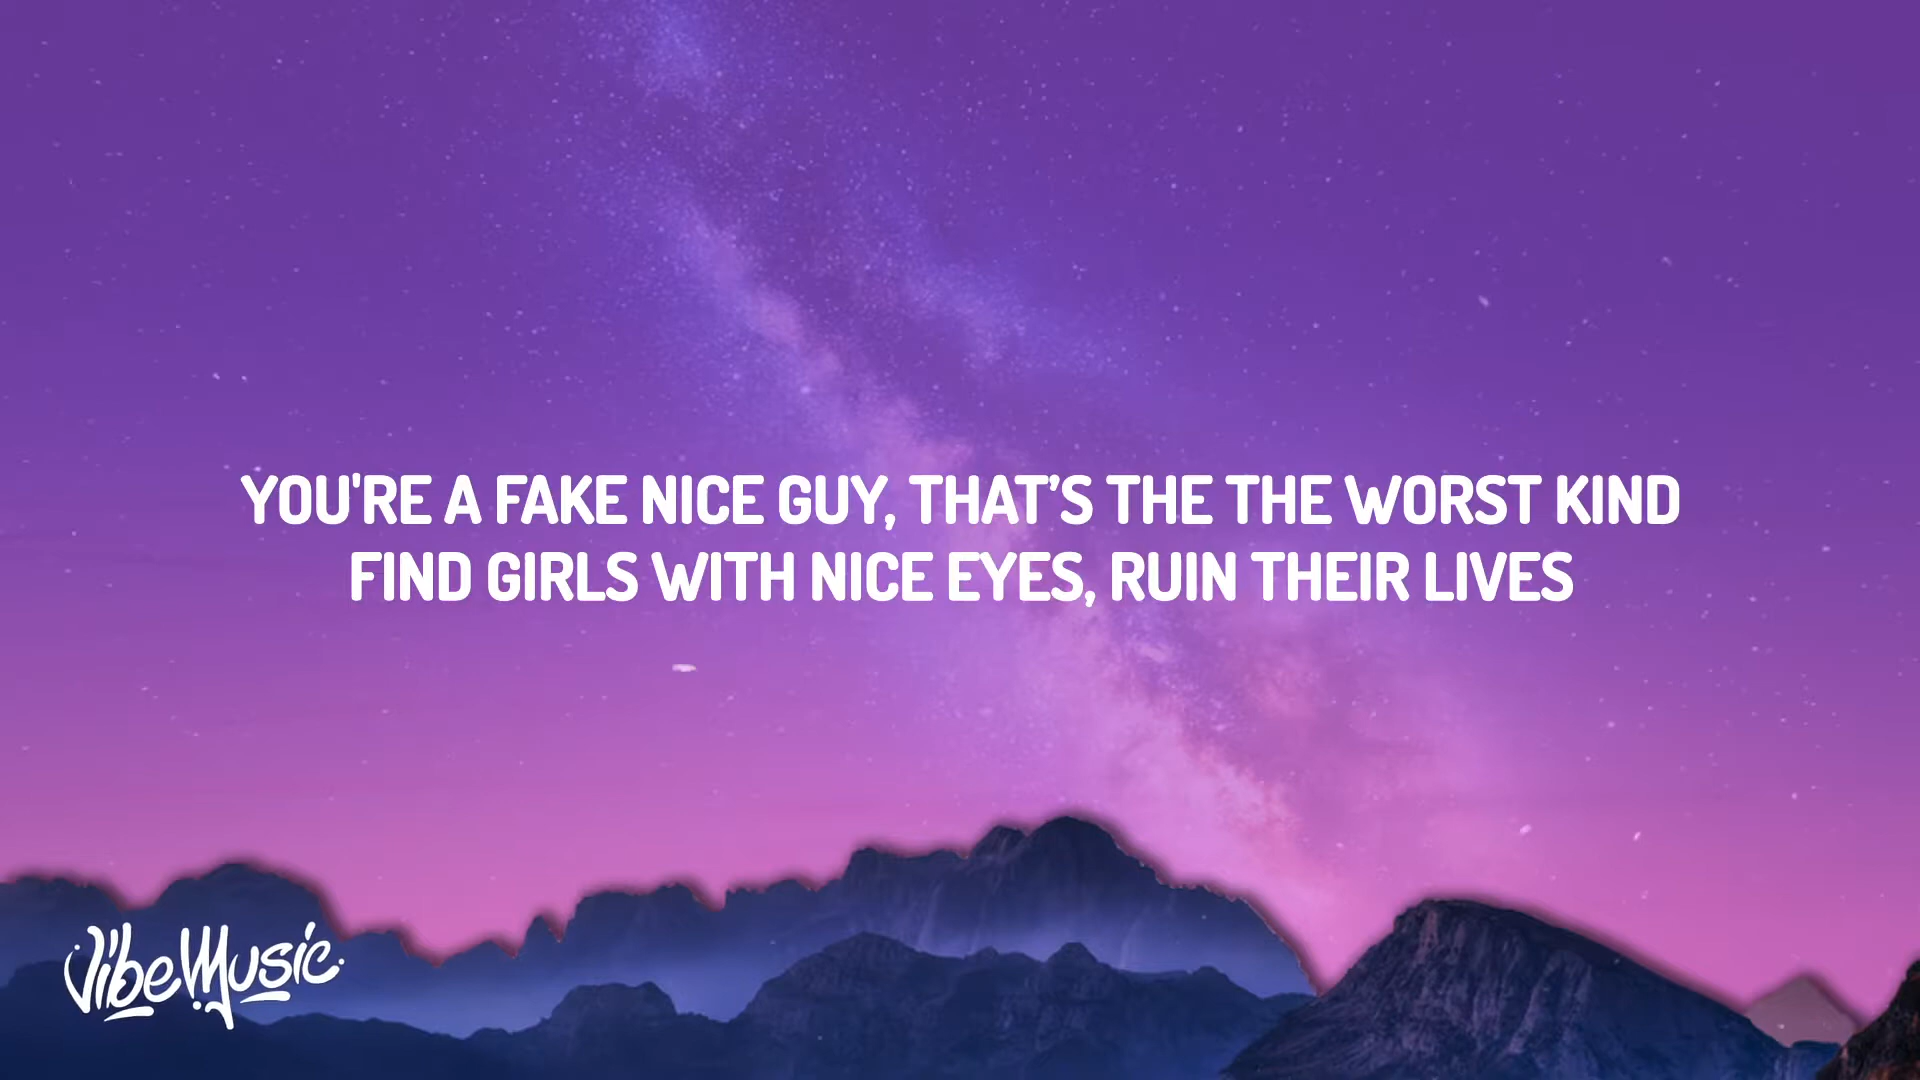 YOU'RE A FAKE NICE GUY, THAT’S THE THE WORST KIND
FIND GIRLS WITH NICE EYES, RUIN THEIR LIVES
VibeMusic